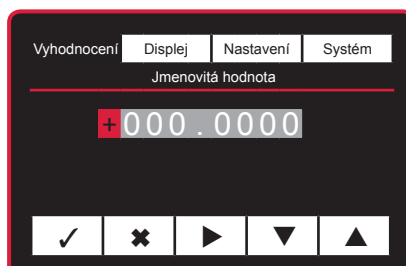 Vyhodnocení Displej Nastavení Systém
Jmenovitá hodnota
+000.0000